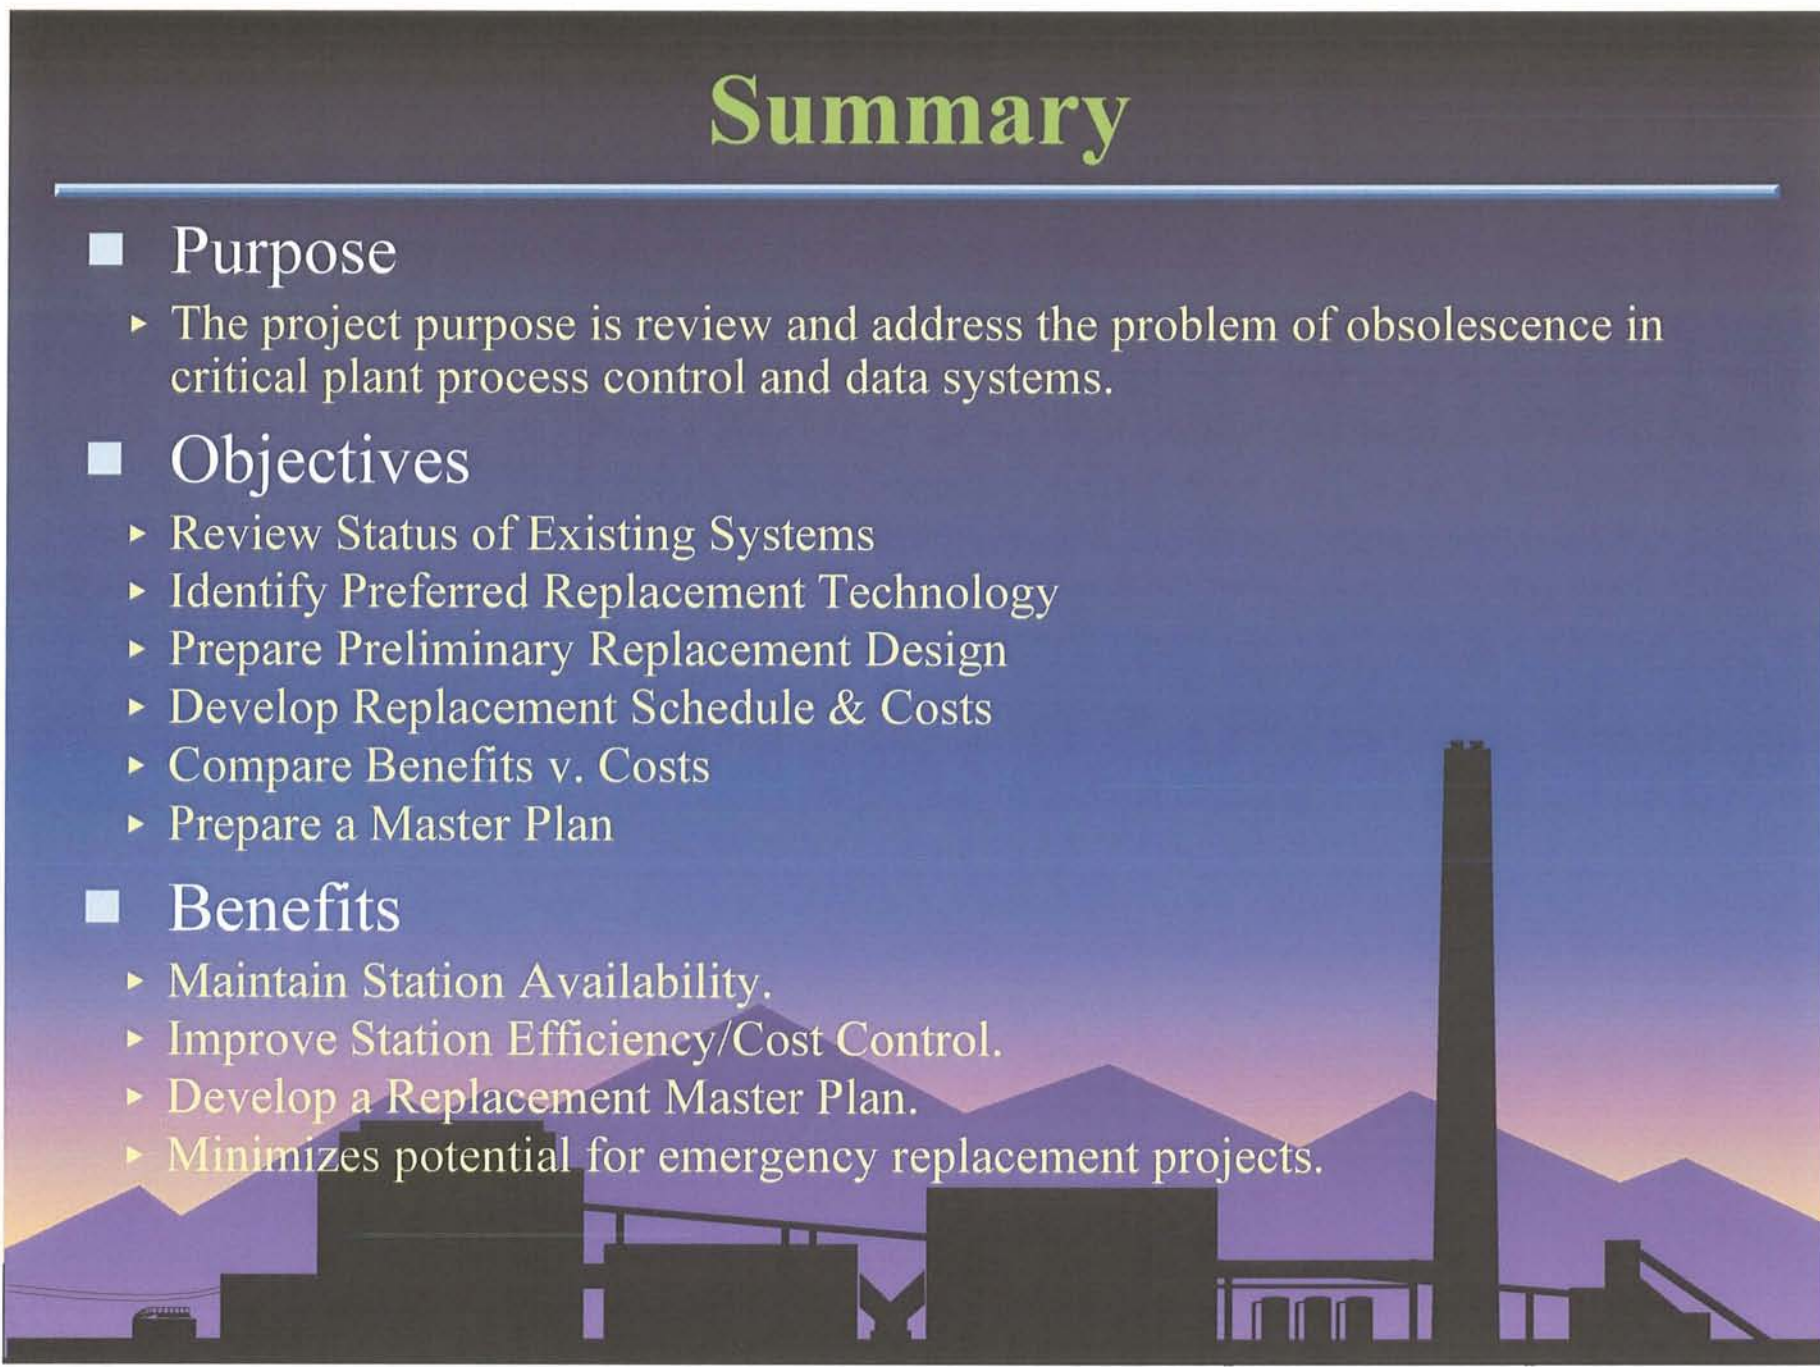 Summary
Purpose
The project purpose is review and address the problem of obsolescence in
critical plant process control and data systems.
Objectives
Review Status of Existing Systems
Identify Preferred Replacement Technology
Prepare Preliminary Replacement Design
Develop Replacement Schedule & Costs
Compare Benefits v. Costs
Prepare a Master Plan
Benefits
Maintain Station Availability.
Improve Station Efficiency/Cost Control.
Develop a Replacement Master Plan.
Minimizes potential for emergency replacement projects.